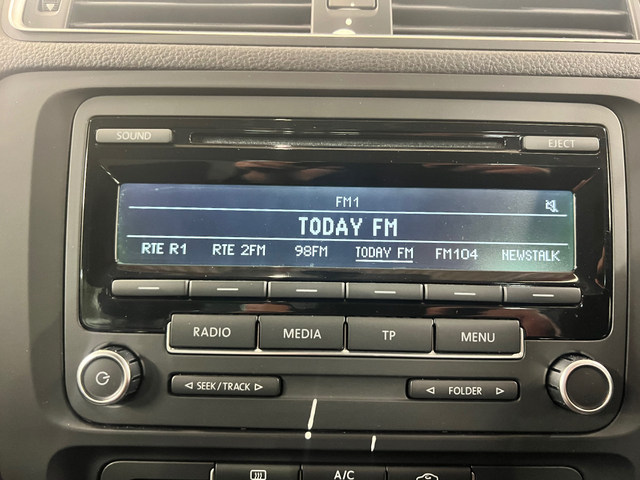 SOUND
EJECT
FM1
TODAY FM
RTE R1 RTE 2FM 98FM TODAY FM FM104 NEWSTALK
RADIO MEDIA TP MENU
SEEK/TRACK FOLDER
A/C